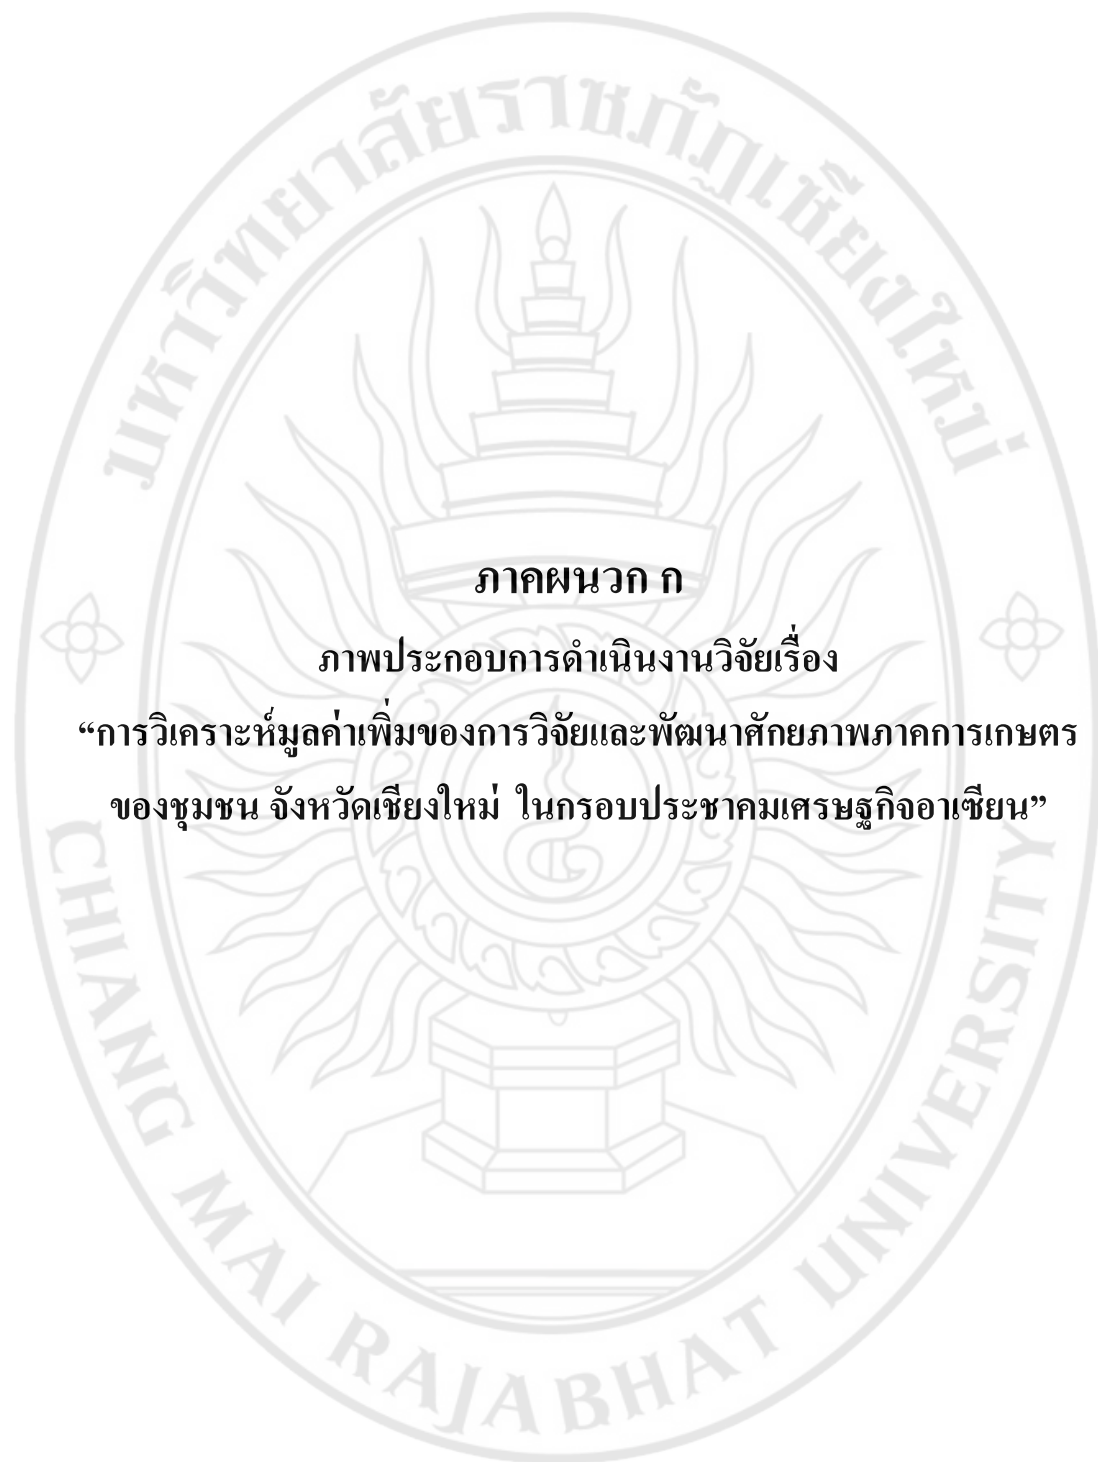 มหาวิทยาลัยราชภัฏเชียงใหม่
ภาคผนวก ก
ภาพประกอบการดำเนินงานวิจัยเรื่อง
“การวิเคราะห์มูลค่าเพิ่มของการวิจัยและพัฒนาศักยภาพภาคการเกษตร
ของชุมชน จังหวัดเชียงใหม่ ในกรอบประชาคมเศรษฐกิจอาเซียน”
CHIANG MAI RAJABHAT UNIVERSITY